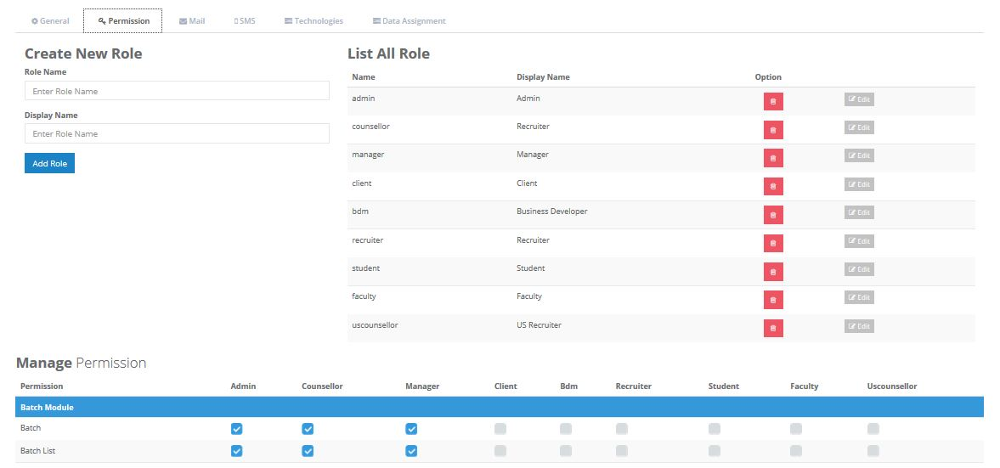 General Permission Mail SMS Technologies Data Assignment
Create New Role
Role Name
Enter Role Name
Display Name
Enter Role Name
Add Role
List All Role
Name Display Name Option
admin Admin Edit
counsellor Recruiter Edit
manager Manager Edit
client Client Edit
bdm Business Developer Edit
recruiter Recruiter Edit
student Student Edit
faculty Faculty Edit
uscounsellor US Recruiter Edit
Manage Permission
Permission Admin Counsellor Manager Client Bdm Recruiter Student Faculty Uscounsellor
Batch Module
Batch
Batch List